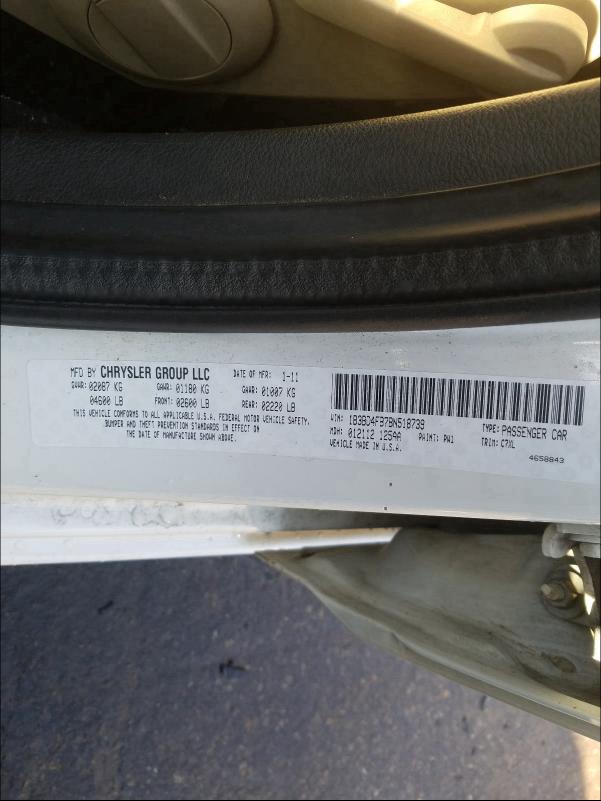 MFD BY CHRYSLER GROUP LLC DATE OF MFR: 1-11
GVWR: 02087 KG GAWR: 01180 KG GAWR: 01007 KG
04600 LB FRONT: 02600 LB REAR: 02220 LB
THIS VEHICLE CONFORMS TO ALL APPLICABLE U.S.A. FEDERAL MOTOR VEHICLE SAFETY,
BUMPER AND THEFT PREVENTION STANDARDS IN EFFECT ON
THE DATE OF MANUFACTURE SHOWN ABOVE.
VIN: 1B3BD4FB7BN518739 TYPE: PASSENGER CAR
MDH: 012112 1259A PAINT: PW1 TRIM: C7XL
VEHICLE MADE IN U.S.A.
4658843